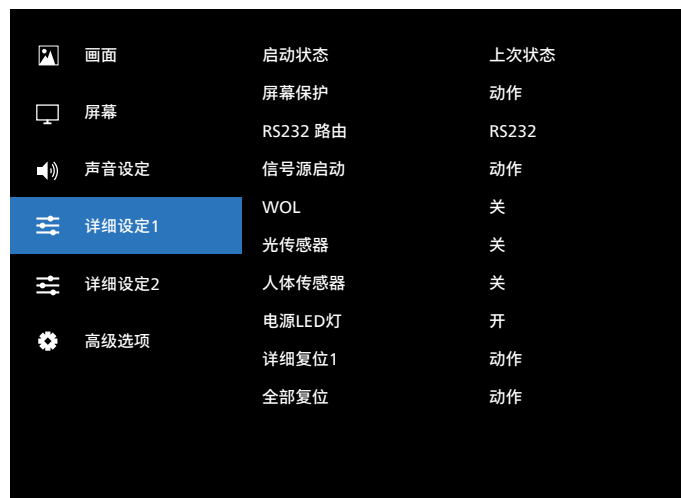 画面
屏幕
声音设定
详细设定1
详细设定2
高级选项
启动状态 上次状态
屏幕保护 动作
RS232 路由 RS232
信号源启动 动作
WOL 关
光传感器 关
人体传感器 关
电源LED灯 开
详细复位1 动作
全部复位 动作